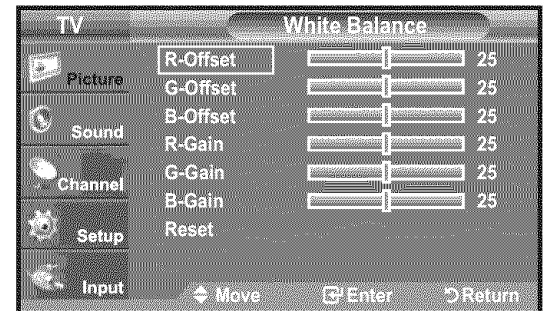 TV
White Balance
Picture
Sound
Channel
Setup
Input
R-Offset 25
G-Offset 25
B-Offset 25
R-Gain 25
G-Gain 25
B-Gain 25
Reset
Move Enter Return